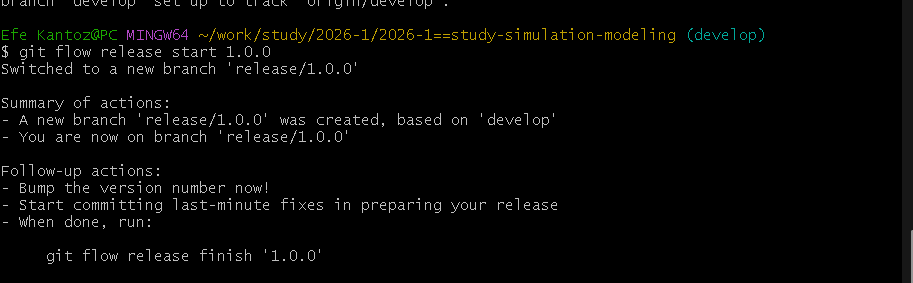 branch 'develop' set up to track 'origin/develop'.
Efe Kantoz@PC MINGW64 ~/work/study/2026-1/2026-1==study-simulation-modeling (develop)
$ git flow release start 1.0.0
Switched to a new branch 'release/1.0.0'
Summary of actions:
- A new branch 'release/1.0.0' was created, based on 'develop'
- You are now on branch 'release/1.0.0'
Follow-up actions:
- Bump the version number now!
- Start committing last-minute fixes in preparing your release
- When done, run:
git flow release finish '1.0.0'